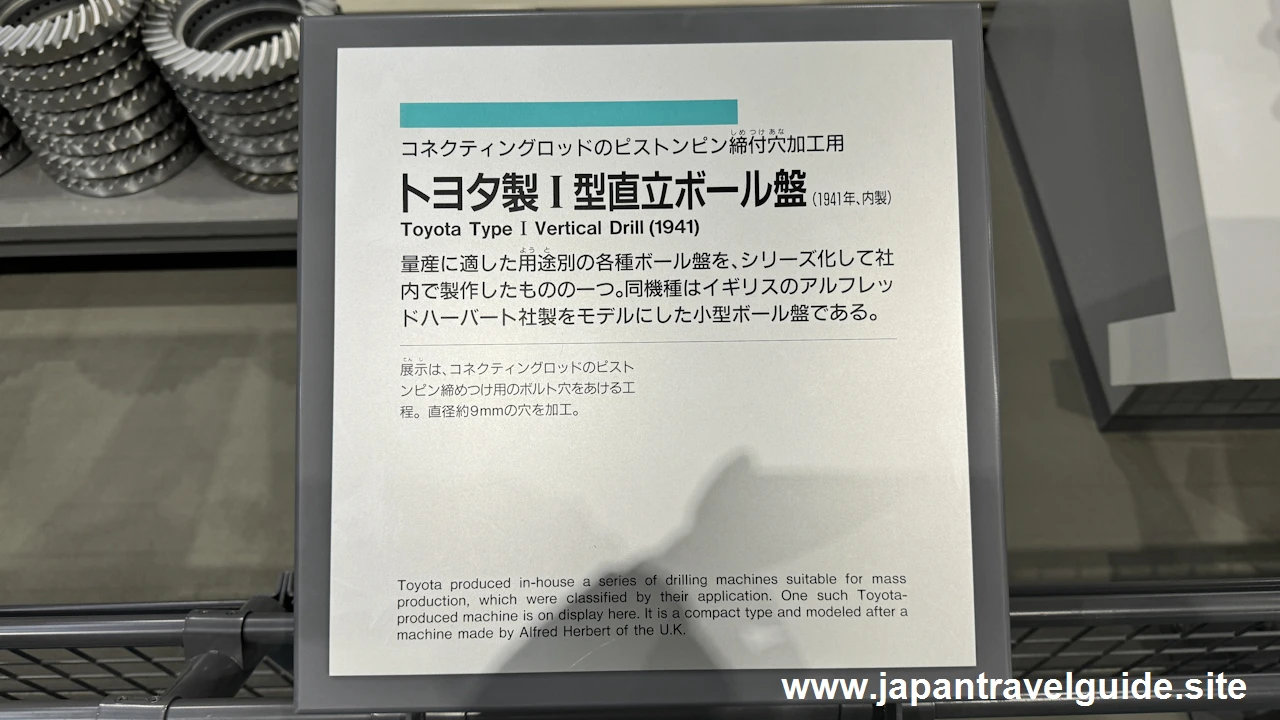 コネクティングロッドのピストンピン締付穴加工用
トヨタ製Ⅰ型直立ボール盤（1941年、内製）
Toyota Type Ⅰ Vertical Drill (1941)
量産に適した用途別の各種ボール盤を、シリーズ化して社
内で製作したものの一つ。同機種はイギリスのアルフレッ
ドハーバート社製をモデルにした小型ボール盤である。
展示は、コネクティングロッドのピスト
ンピン締めつけ用のボルト穴をあける工
程。直径約9mmの穴を加工。
Toyota produced in-house a series of drilling machines suitable for mass
production, which were classified by their application. One such Toyota-
produced machine is on display here. It is a compact type and modeled after a
machine made by Alfred Herbert of the U.K.
www.japantravelguide.site